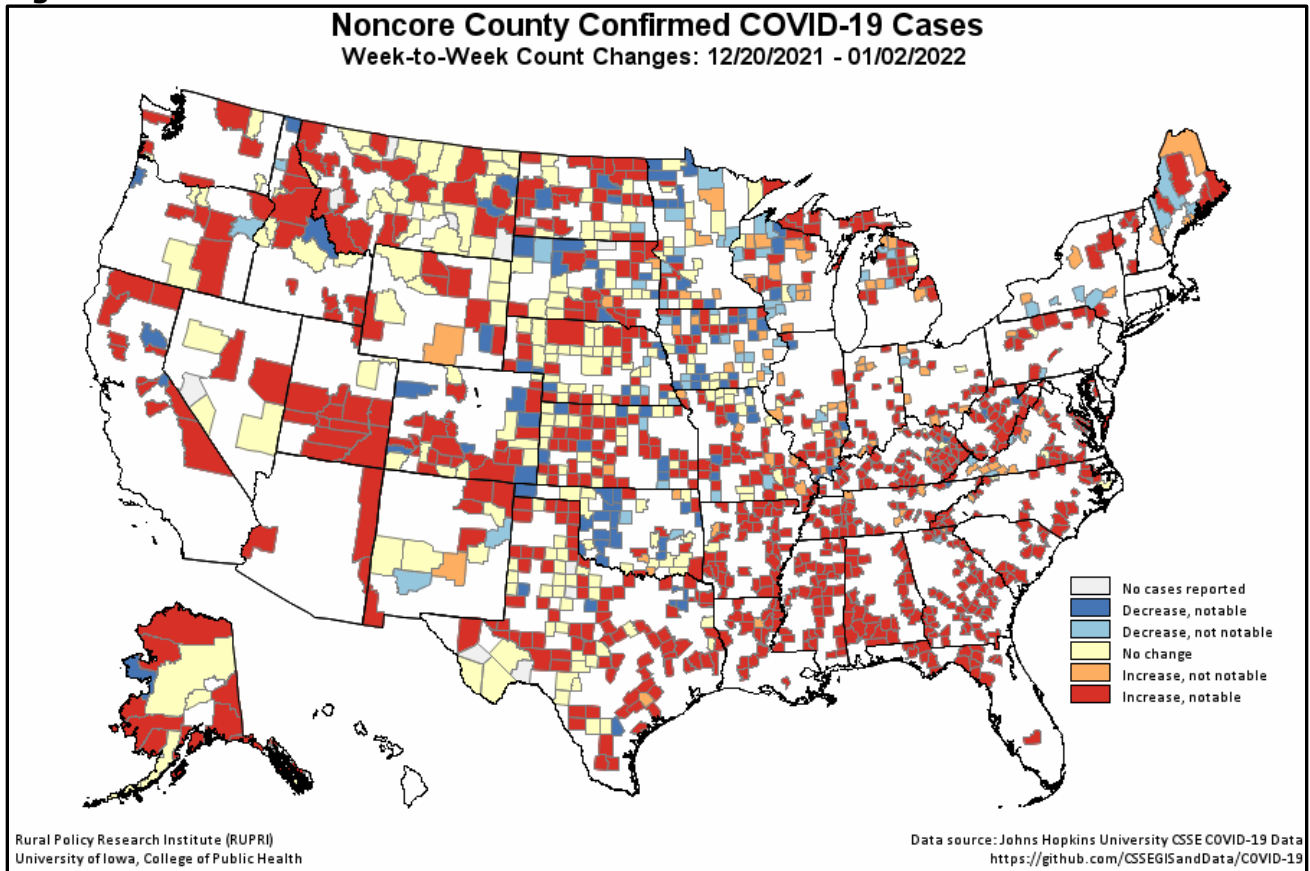 Noncore County Confirmed COVID-19 Cases
Week-to-Week Count Changes: 12/20/2021 - 01/02/2022
No cases reported
Decrease, notable
Decrease, not notable
No change
Increase, not notable
Increase, notable
Rural Policy Research Institute (RUPRI)
University of Iowa, College of Public Health
Data source: Johns Hopkins University CSSE COVID-19 Data
https://github.com/CSSEGISandData/COVID-19